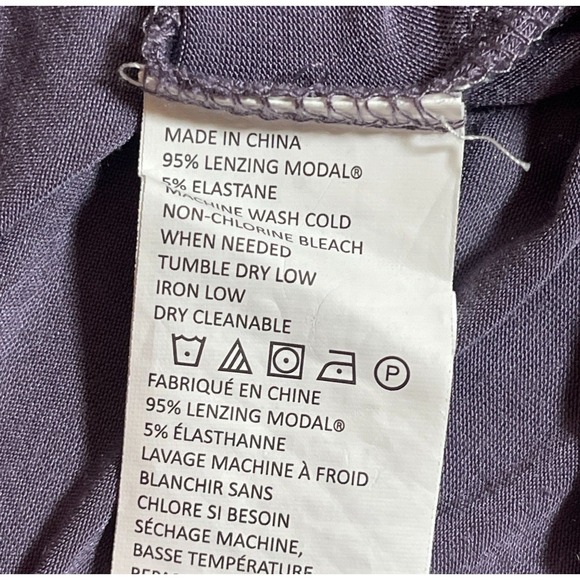 MADE IN CHINA
95% LENZING MODAL®
5% ELASTANE
MACHINE WASH COLD
NON-CHLORINE BLEACH
WHEN NEEDED
TUMBLE DRY LOW
IRON LOW
DRY CLEANABLE
P
FABRIQUÉ EN CHINE
95% LENZING MODAL®
5% ÉLASTHANNE
LAVAGE MACHINE À FROID
BLANCHIR SANS
CHLORE SI BESOIN
SÉCHAGE MACHINE,
BASSE TEMPÉRATURE